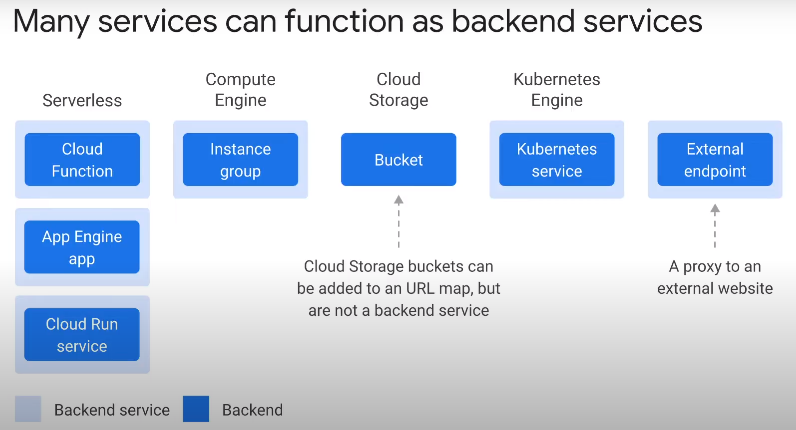 Many services can function as backend services
Serverless
Compute
Engine
Cloud
Storage
Kubernetes
Engine
Cloud
Function
Instance
group
Bucket
Kubernetes
service
External
endpoint
App Engine
app
Cloud Storage buckets can
be added to an URL map, but
are not a backend service
A proxy to an
external website
Cloud Run
service
Backend service
Backend